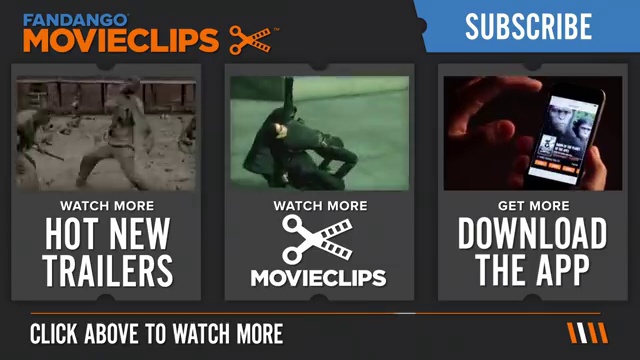 FANDANGO
MOVIECLIPS™
SUBSCRIBE
WATCH MORE
HOT NEW
TRAILERS
WATCH MORE
MOVIECLIPS
GET MORE
DOWNLOAD
THE APP
CLICK ABOVE TO WATCH MORE